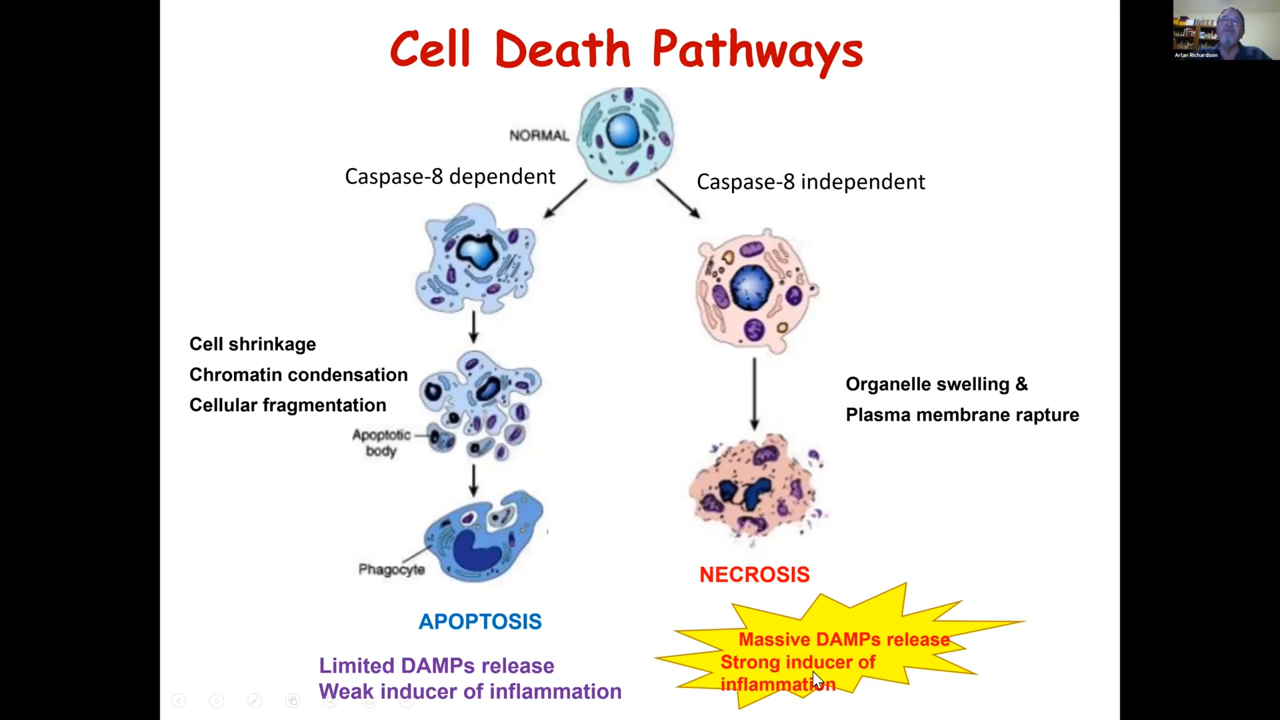 Cell Death Pathways
Arlan Richardson
NORMAL
Caspase-8 dependent
Caspase-8 independent
Cell shrinkage
Chromatin condensation
Cellular fragmentation
Apoptotic
body
Organelle swelling &
Plasma membrane rapture
Phagocyte
NECROSIS
APOPTOSIS
Massive DAMPs release
Strong inducer of
inflammation
Limited DAMPs release
Weak inducer of inflammation